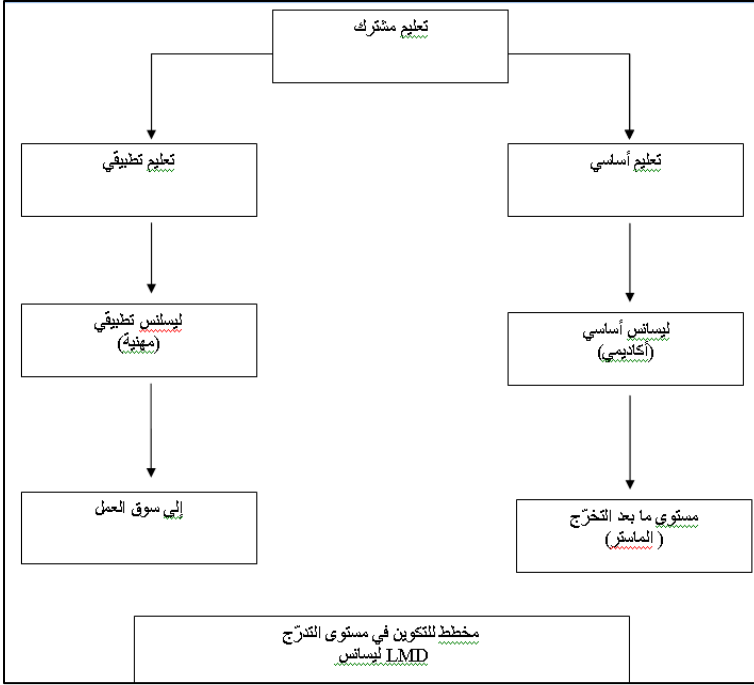 تعليم مشترك
تعليم أساسي
تعليم تطبيقي
ليسانس أساسي
(أكاديمي)
ليسلنس تطبيقي
(مهنية)
مستوى ما بعد التخرّج
( الماستر)
إلى سوق العمل
مخطط للتكوين في مستوى التدرّج
ليسانس LMD